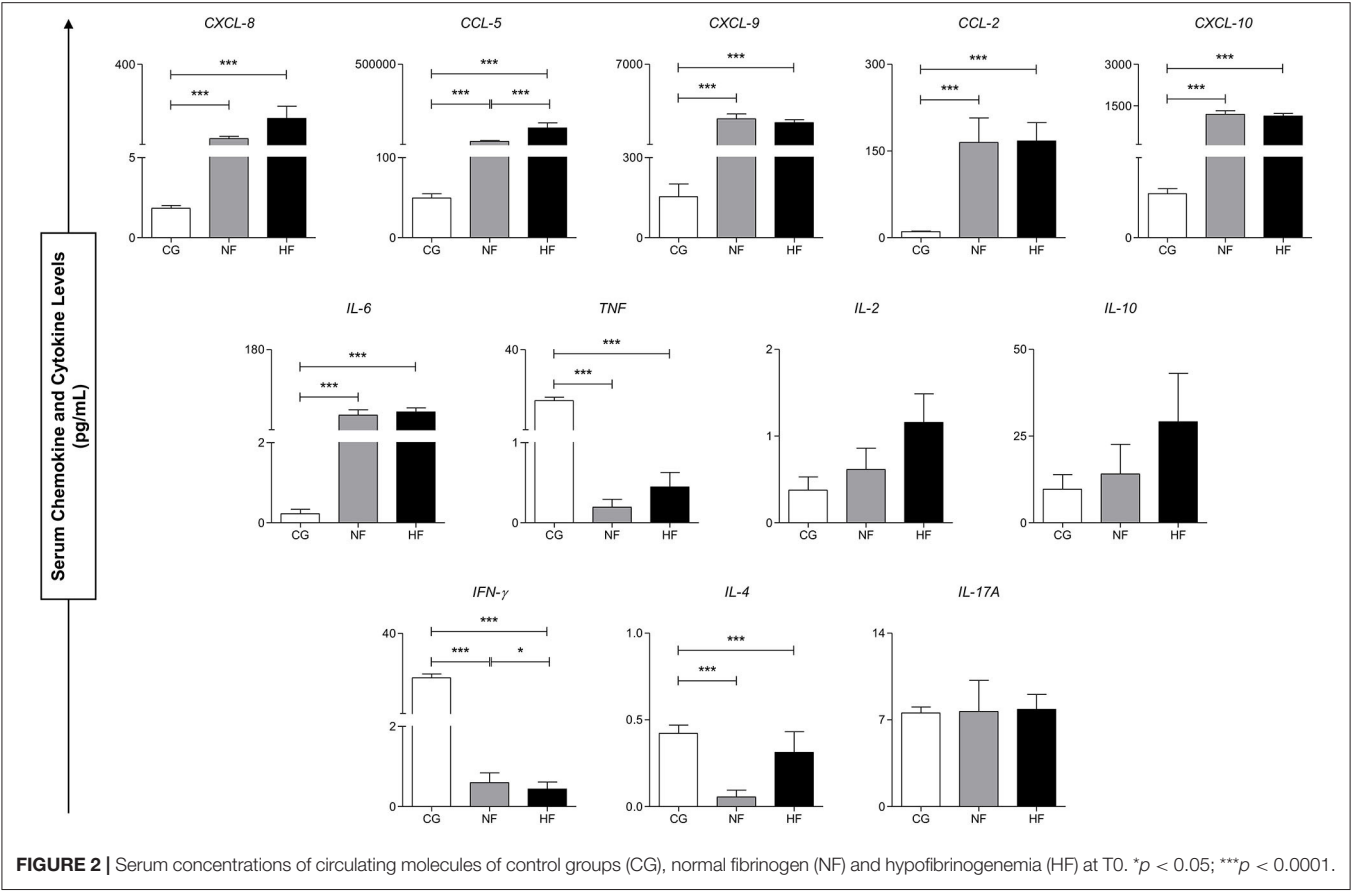 CXCL-8 CCL-5 CXCL-9 CCL-2 CXCL-10
400 500000 7000 300 3000
*** *** *** *** ***
1500
*** *** *** *** *** ***
5 100 300 150
0 0 0 0 0
CG NF HF CG NF HF CG NF HF CG NF HF CG NF HF
Serum Chemokine and Cytokine Levels
(pg/mL)
IL-6 TNF IL-2 IL-10
180 40 2 50
*** ***
*** ***
2 1 1 25
0 0 0 0
CG NF HF CG NF HF CG NF HF CG NF HF
IFN-γ IL-4 IL-17A
40 1.0 14
*** ***
*** * ***
2 0.5 7
0 0.0 0
CG NF HF CG NF HF CG NF HF
FIGURE 2 | Serum concentrations of circulating molecules of control groups (CG), normal fibrinogen (NF) and hypofibrinogenemia (HF) at T0. *p < 0.05; ***p < 0.0001.